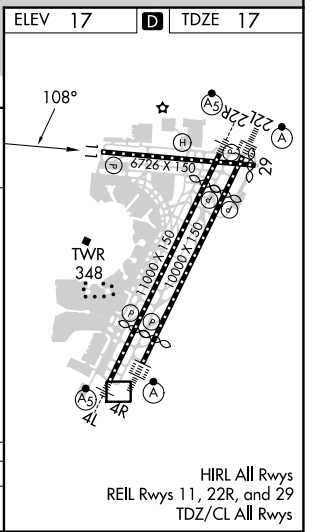 ELEV 17
D
TDZE 17
108°
A5
22R
22L
A
H
11
P
6726 X 150
P
29
P
P
11000 X 150
10000 X 150
TWR
348
P
P
A5
4L
4R
A
HIRL All Rwys
REIL Rwys 11, 22R, and 29
TDZ/CL All Rwys